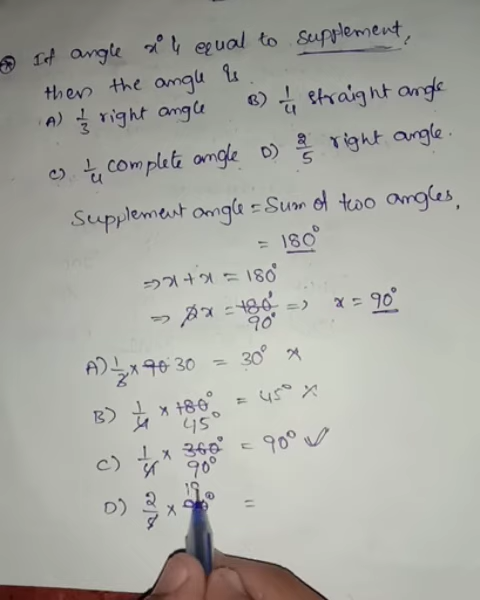 If angle x° is equal to supplement,
then the angle is
A) 1/3 right angle B) 1/4 straight angle
C) 1/4 complete angle D) 2/5 right angle.
Supplement angle = Sum of two angles,
= 180°
⇒ x + x = 180°
⇒ 2x = 180° 90° ⇒ x = 90°
A) 1/3 × 90 30 = 30° ×
B) 1/4 × 180° 45° = 45° ×
C) 1/4 × 360° 90° = 90° ✓
D) 2/5 × 90° =